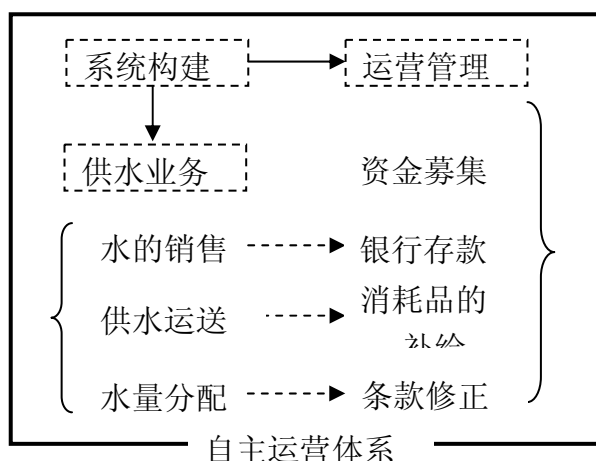 系统构建 运营管理
供水业务 资金募集
水的销售 银行存款
供水运送 消耗品的
补给
水量分配 条款修正
自主运营体系